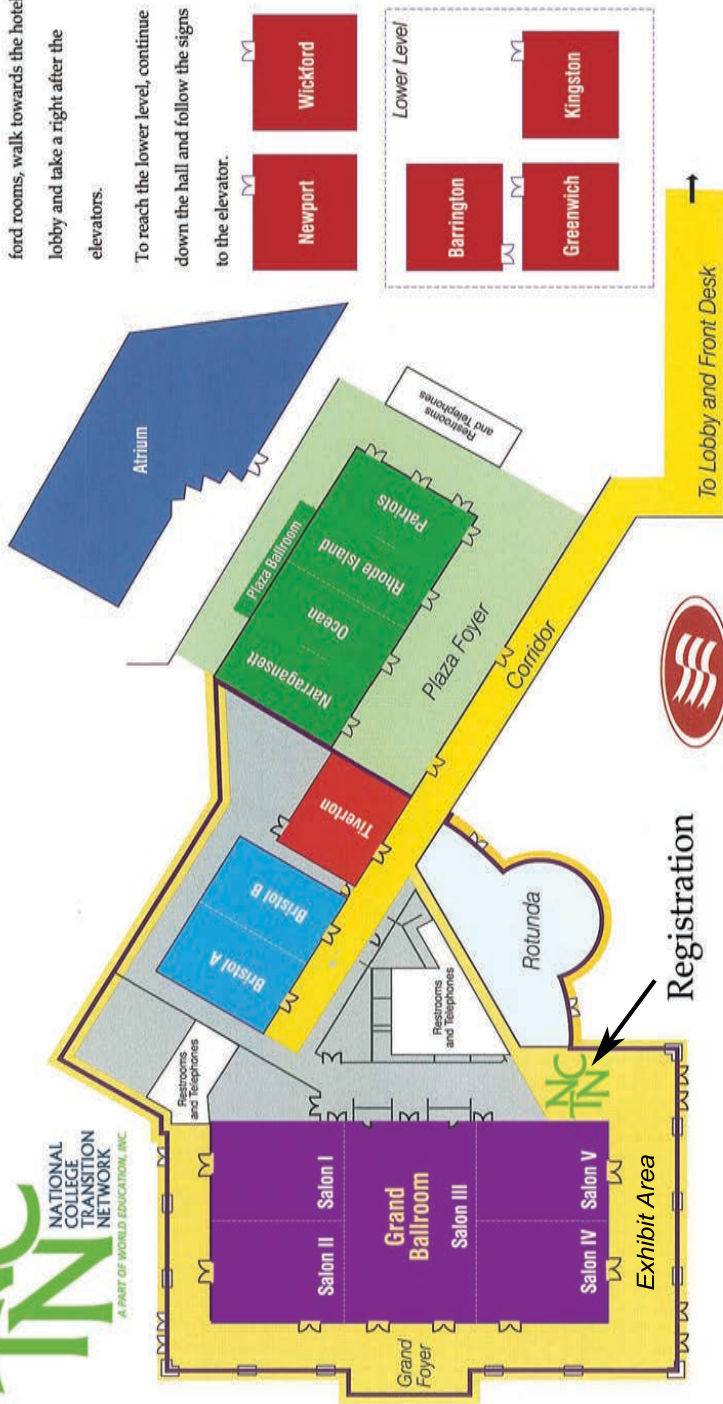 ford rooms, walk towards the hotel
lobby and take a right after the
elevators.
To reach the lower level, continue
down the hall and follow the signs
to the elevator.
Newport
Wickford
Lower Level
Barrington
Greenwich
Kingston
Atrium
Plaza Ballroom
Narragansett
Ocean
Rhode Island
Patriots
Restrooms
and Telephones
Plaza Foyer
Corridor
To Lobby and Front Desk
Tiverton
Bristol A
Bristol B
Restrooms
and Telephones
Restrooms
and Telephones
Rotunda
Registration
NC
TN
NC
TN
NATIONAL
COLLEGE
TRANSITION
NETWORK
A PART OF WORLD EDUCATION, INC.
Salon I
Salon II
Grand
Ballroom
Salon III
Salon IV
Salon V
Grand
Foyer
Exhibit Area